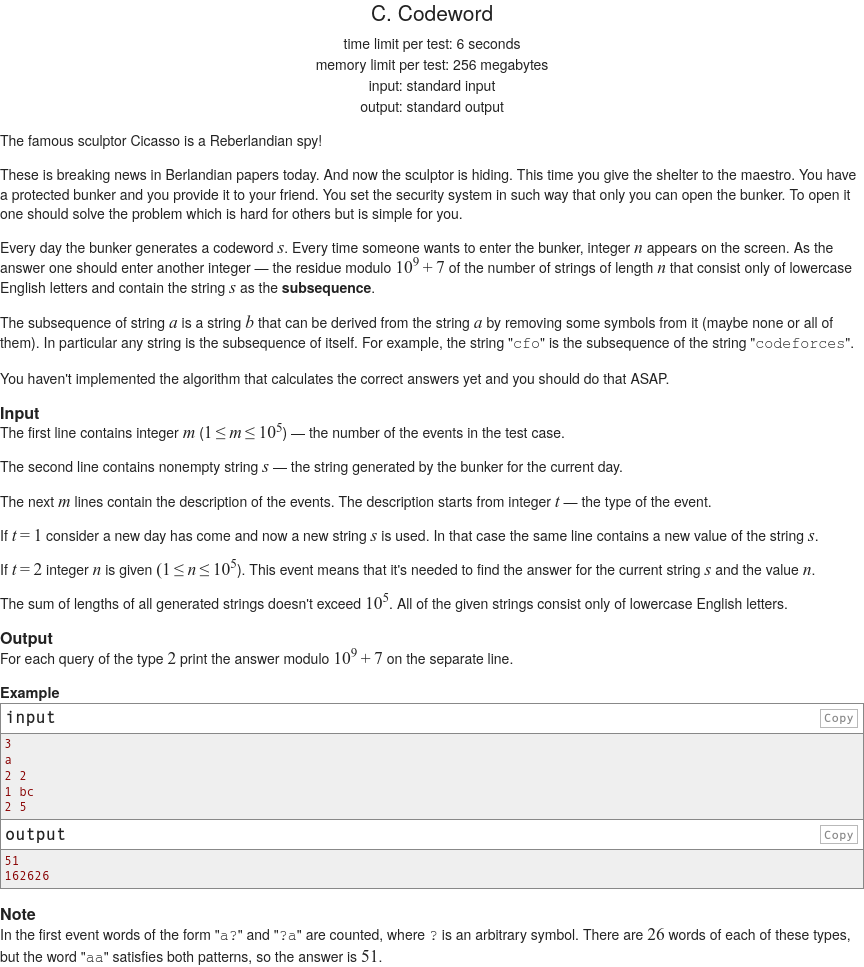 C. Codeword
time limit per test: 6 seconds
memory limit per test: 256 megabytes
input: standard input
output: standard output
The famous sculptor Cicasso is a Reberlandian spy!
These is breaking news in Berlandian papers today. And now the sculptor is hiding. This time you give the shelter to the maestro. You have
a protected bunker and you provide it to your friend. You set the security system in such way that only you can open the bunker. To open it
one should solve the problem which is hard for others but is simple for you.
Every day the bunker generates a codeword s. Every time someone wants to enter the bunker, integer n appears on the screen. As the
answer one should enter another integer — the residue modulo 10⁹ + 7 of the number of strings of length n that consist only of lowercase
English letters and contain the string s as the subsequence.
The subsequence of string a is a string b that can be derived from the string a by removing some symbols from it (maybe none or all of
them). In particular any string is the subsequence of itself. For example, the string "cfo" is the subsequence of the string "codeforces".
You haven't implemented the algorithm that calculates the correct answers yet and you should do that ASAP.
Input
The first line contains integer m (1 ≤ m ≤ 10⁵) — the number of the events in the test case.
The second line contains nonempty string s — the string generated by the bunker for the current day.
The next m lines contain the description of the events. The description starts from integer t — the type of the event.
If t = 1 consider a new day has come and now a new string s is used. In that case the same line contains a new value of the string s.
If t = 2 integer n is given (1 ≤ n ≤ 10⁵). This event means that it's needed to find the answer for the current string s and the value n.
The sum of lengths of all generated strings doesn't exceed 10⁵. All of the given strings consist only of lowercase English letters.
Output
For each query of the type 2 print the answer modulo 10⁹ + 7 on the separate line.
Example
input
Copy
3
a
2 2
1 bc
2 5
output
Copy
51
162626
Note
In the first event words of the form "a?" and "?a" are counted, where ? is an arbitrary symbol. There are 26 words of each of these types,
but the word "aa" satisfies both patterns, so the answer is 51.